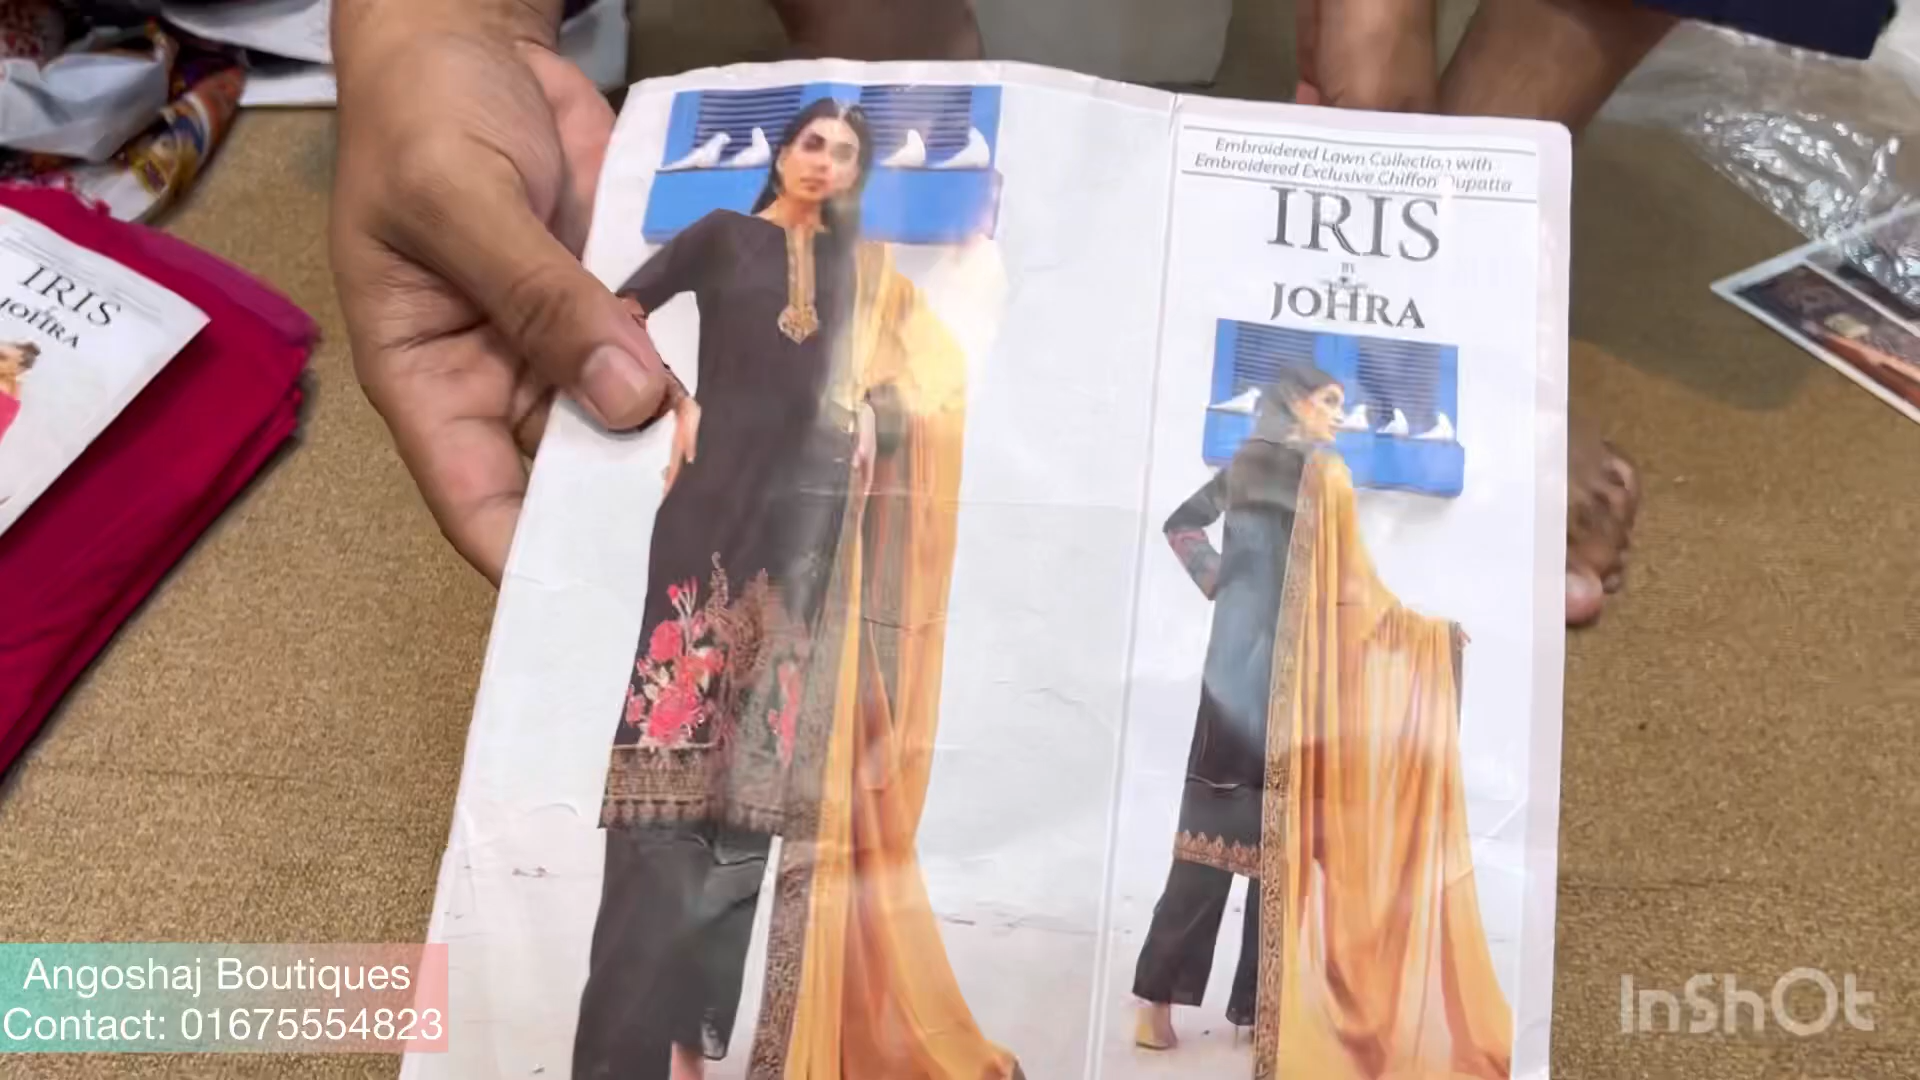 Embroidered Lawn Collection with
Embroidered Exclusive Chiffon Dupatta
IRIS
BY
JOHRA
IRIS
JOHRA
Angoshaj Boutiques
Contact: 01675554823
InShOt